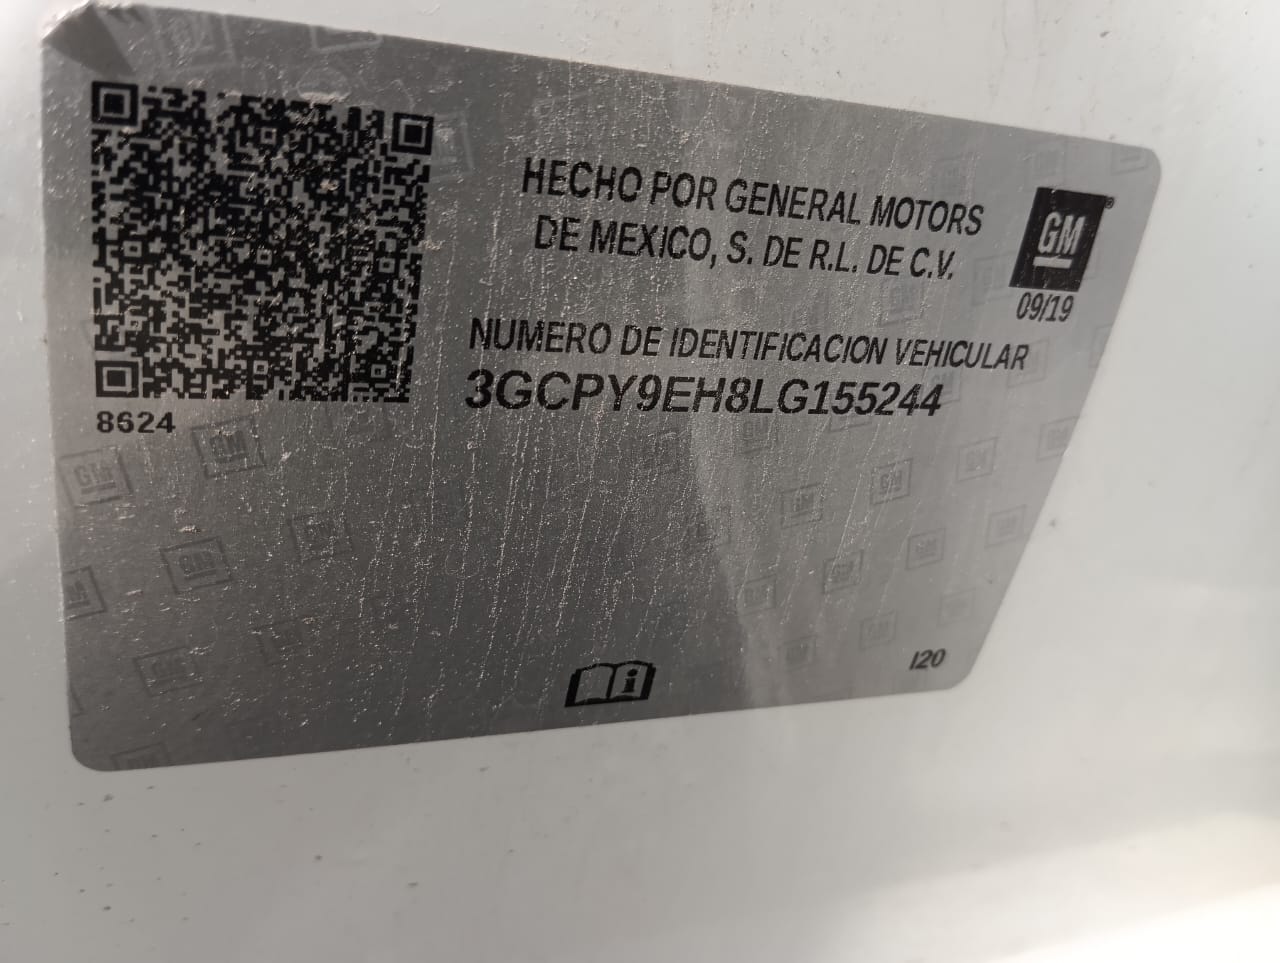 HECHO POR GENERAL MOTORS
DE MEXICO, S. DE R.L. DE C.V.
GM®
09/19
NUMERO DE IDENTIFICACION VEHICULAR
3GCPY9EH8LG155244
8624
i
I20